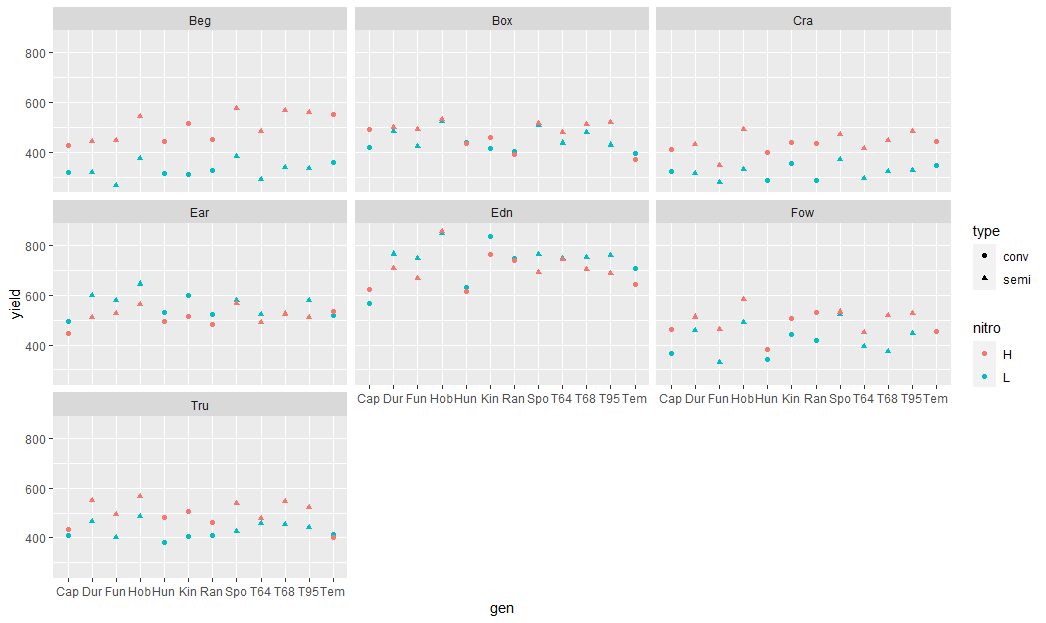 Beg Box Cra
800
600
400
Ear Edn Fow
800
600
400
Cap Dur Fun Hob Hun Kin Ran Spo T64 T68 T95 Tem
Cap Dur Fun Hob Hun Kin Ran Spo T64 T68 T95 Tem
Tru
800
600
400
Cap Dur Fun Hob Hun Kin Ran Spo T64 T68 T95 Tem
gen
yield
type
conv
semi
nitro
H
L